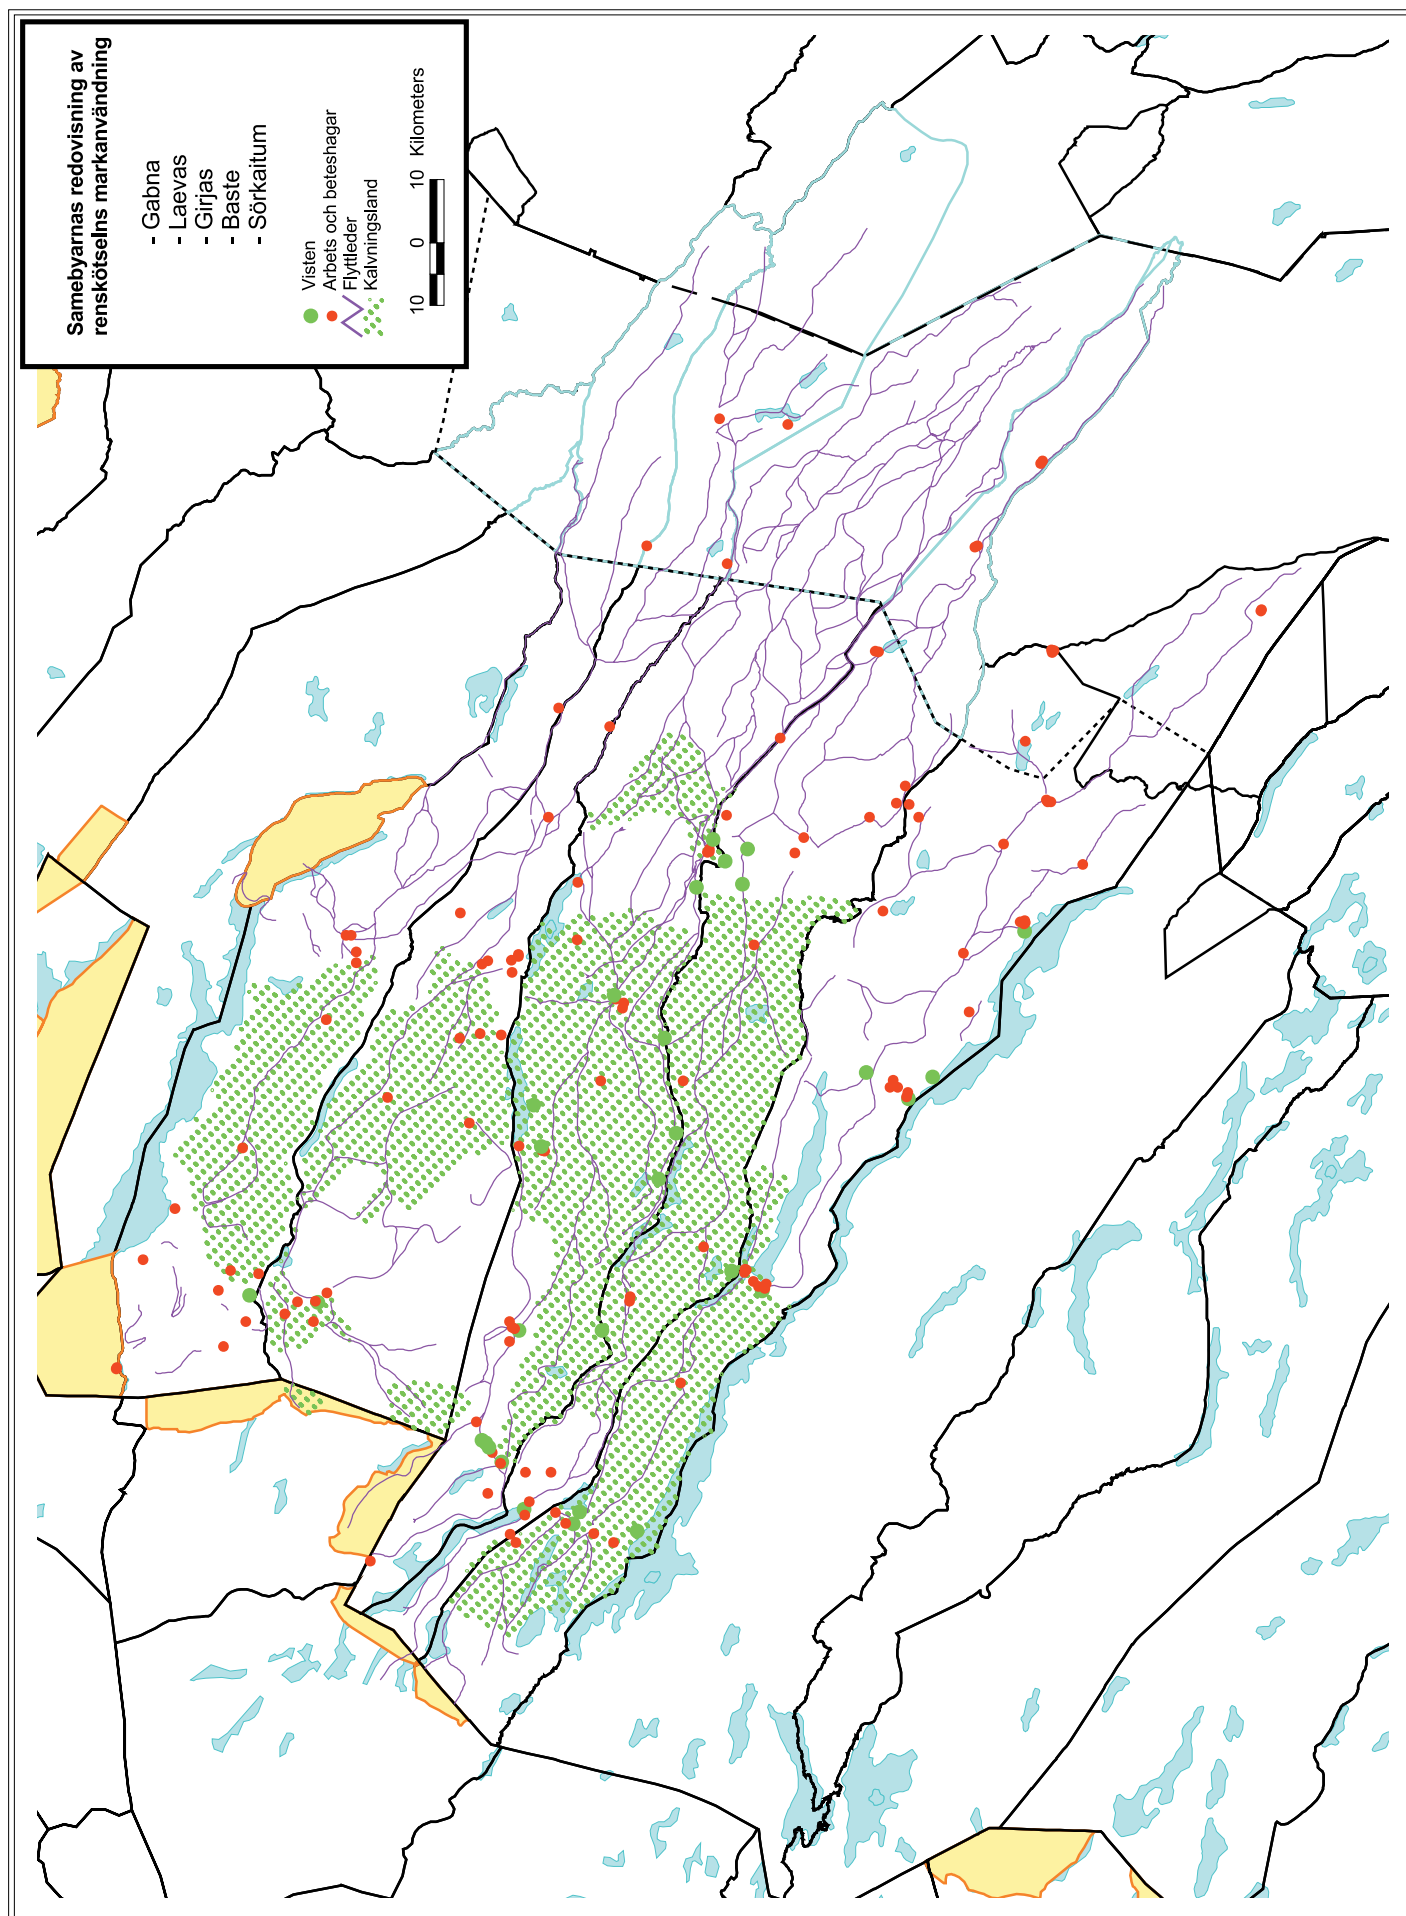 Samebyarnas redovisning av
renskötselns markanvändning
- Gabna
- Laevas
- Girjas
- Baste
- Sörkaitum
Visten
Arbets och beteshagar
Flyttleder
Kalvningsland
10 0 10 Kilometers